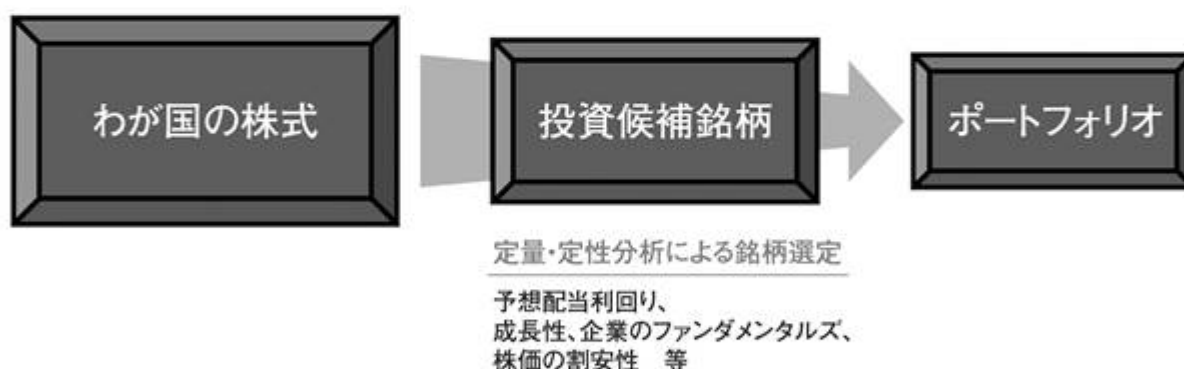 わが国の株式
投資候補銘柄
ポートフォリオ
定量・定性分析による銘柄選定
予想配当利回り、
成長性、企業のファンダメンタルズ、
株価の割安性　等